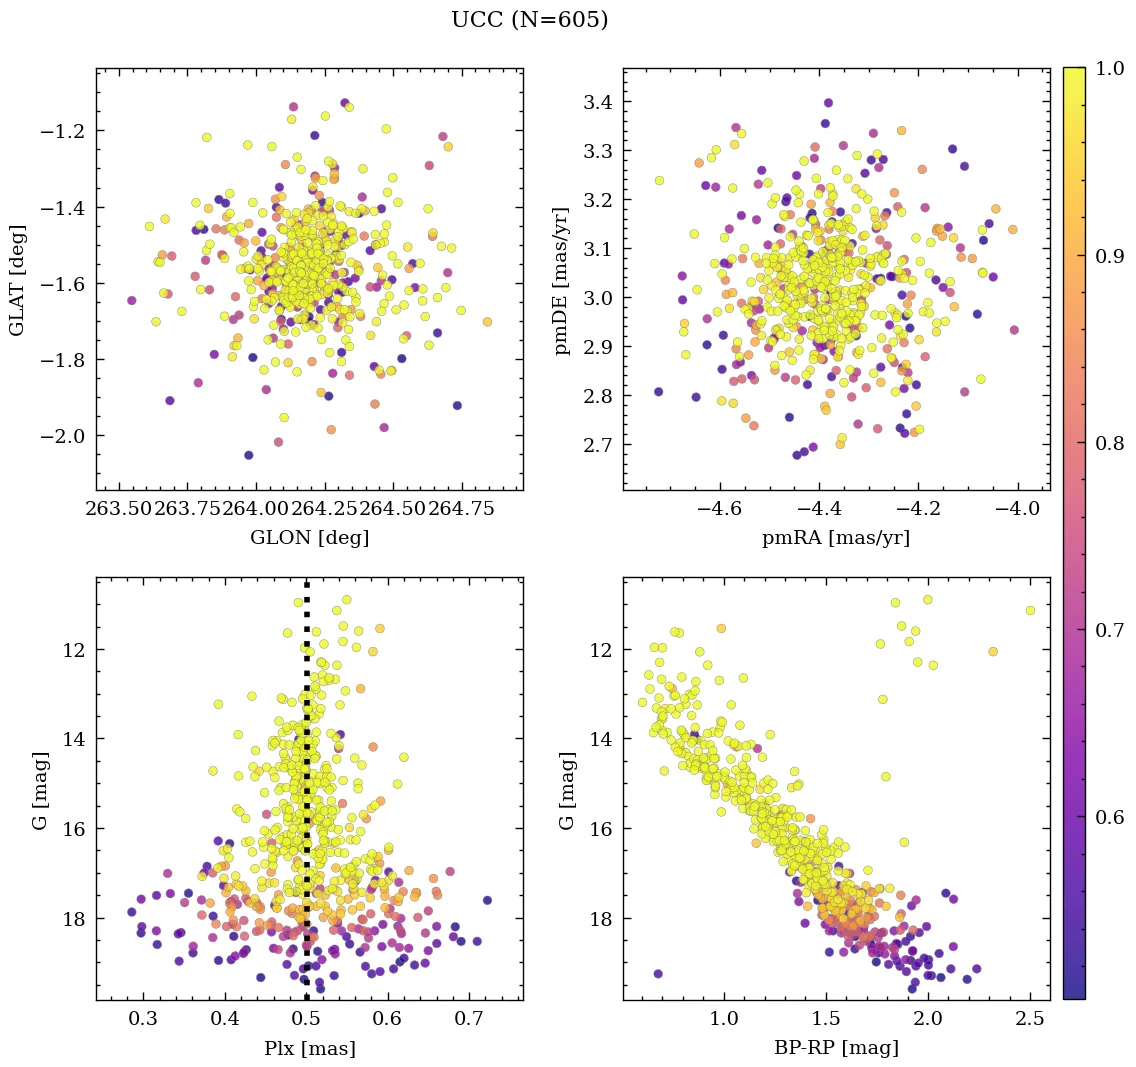 UCC (N=605)
−1.2
−1.4
−1.6
−1.8
−2.0
GLAT [deg]
263.50 263.75 264.00 264.25 264.50 264.75
GLON [deg]
3.4
3.3
3.2
3.1
3.0
2.9
2.8
2.7
pmDE [mas/yr]
−4.6 −4.4 −4.2 −4.0
pmRA [mas/yr]
1.0
0.9
0.8
0.7
0.6
12
14
16
18
G [mag]
0.3 0.4 0.5 0.6 0.7
Plx [mas]
12
14
16
18
G [mag]
1.0 1.5 2.0 2.5
BP-RP [mag]